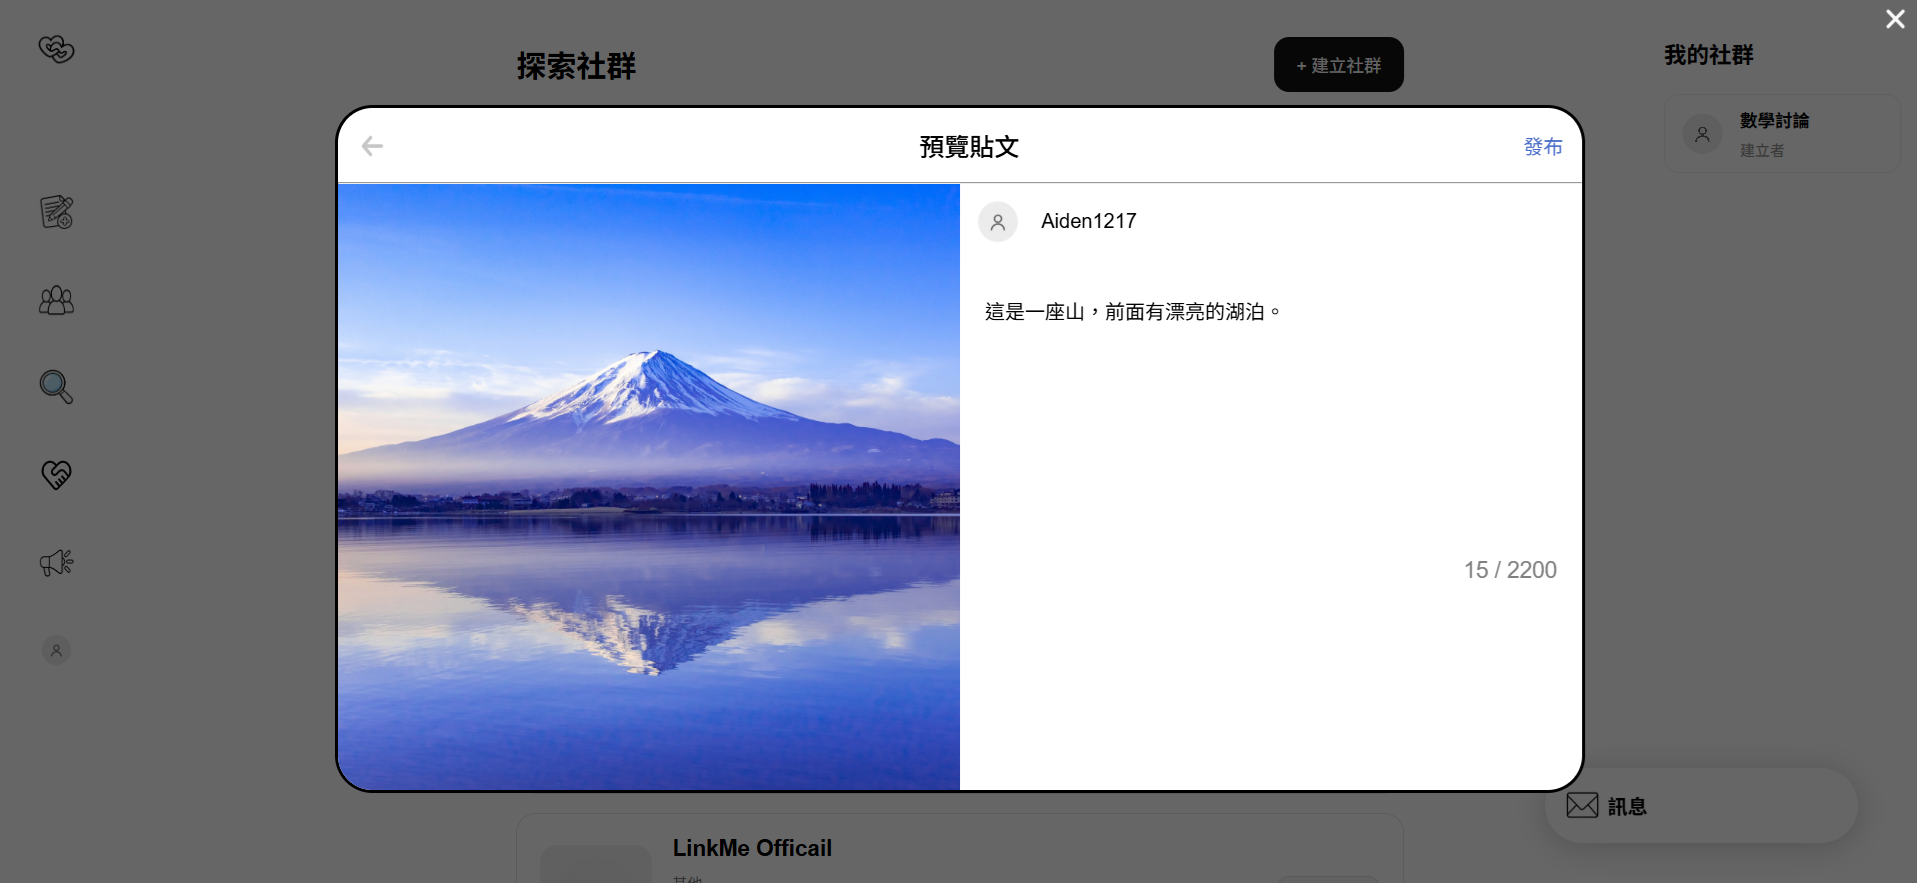 探索社群
+ 建立社群
我的社群
數學討論
建立者
預覽貼文
發布
Aiden1217
這是一座山，前面有漂亮的湖泊。
15 / 2200
訊息
LinkMe Officail
其他